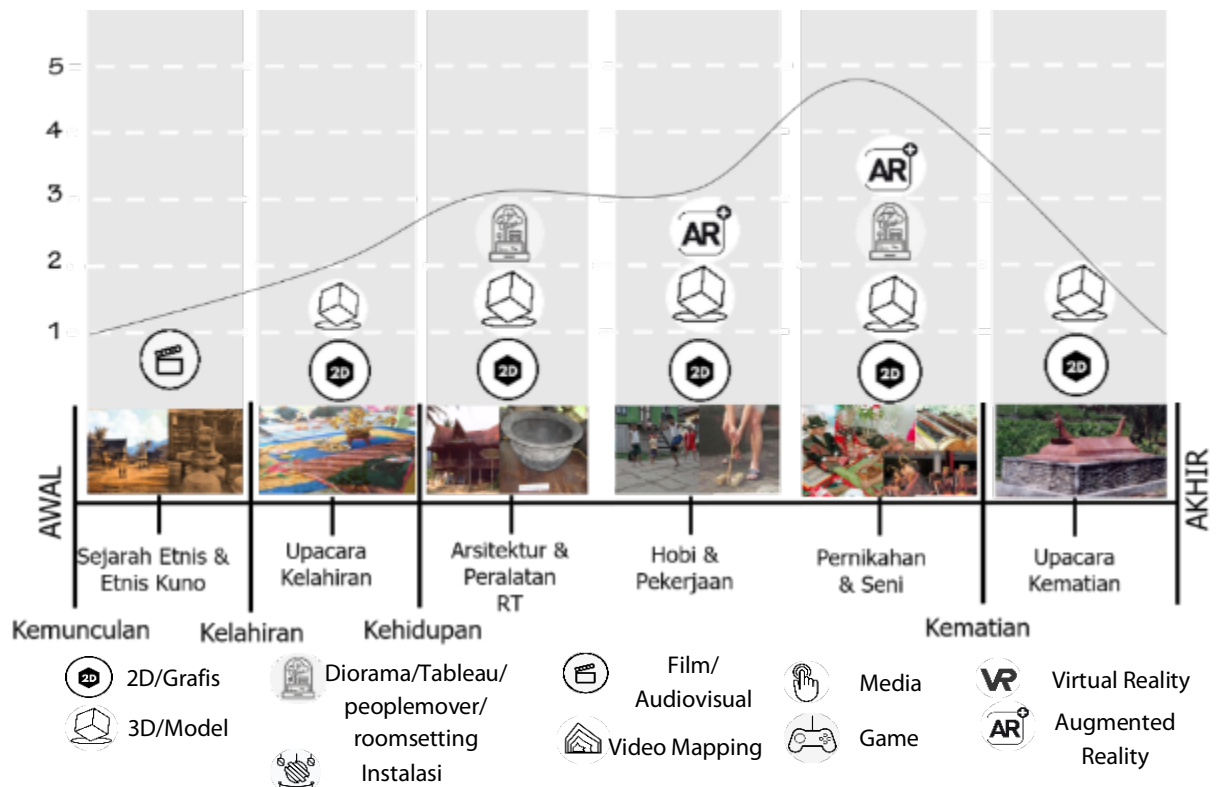 5
4
3
2
1
AR
AR
2D
2D
2D
2D
2D
AWAL
AKHIR
Sejarah Etnis &
Etnis Kuno
Upacara
Kelahiran
Arsitektur &
Peralatan
RT
Hobi &
Pekerjaan
Pernikahan
& Seni
Upacara
Kematian
Kemunculan
Kelahiran
Kehidupan
Kematian
2D
2D/Grafis
3D/Model
Diorama/Tableau/
peoplemover/
roomsetting
Instalasi
Film/
Audiovisual
Video Mapping
Media
Game
VR
Virtual Reality
AR
Augmented
Reality